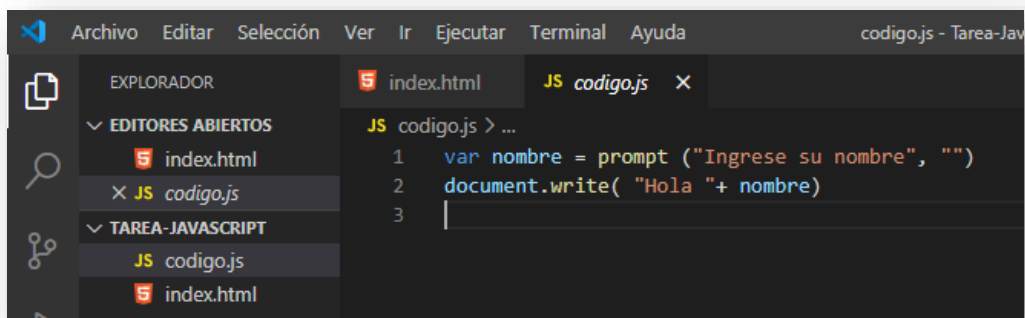 Archivo Editar Selección Ver Ir Ejecutar Terminal Ayuda codigo.js - Tarea-Jav
EXPLORADOR
EDITORES ABIERTOS
index.html
JS codigo.js
TAREA-JAVASCRIPT
JS codigo.js
index.html
index.html JS codigo.js
JS codigo.js > ...
1 var nombre = prompt ("Ingrese su nombre", "")
2 document.write( "Hola "+ nombre)
3